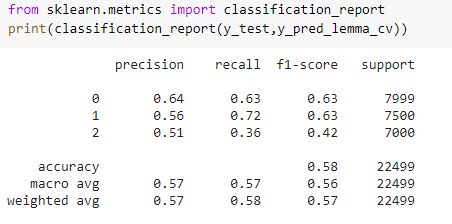 from sklearn.metrics import classification_report
print(classification_report(y_test,y_pred_lemma_cv))
precision recall f1-score support
0 0.64 0.63 0.63 7999
1 0.56 0.72 0.63 7500
2 0.51 0.36 0.42 7000
accuracy 0.58 22499
macro avg 0.57 0.57 0.56 22499
weighted avg 0.57 0.58 0.57 22499